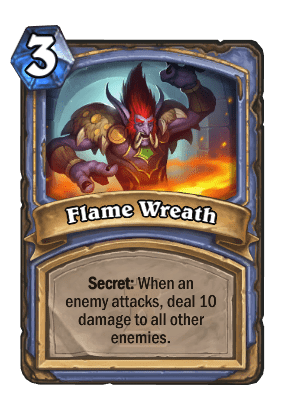 3
Flame Wreath
Secret: When an
enemy attacks, deal 10
damage to all other
enemies.